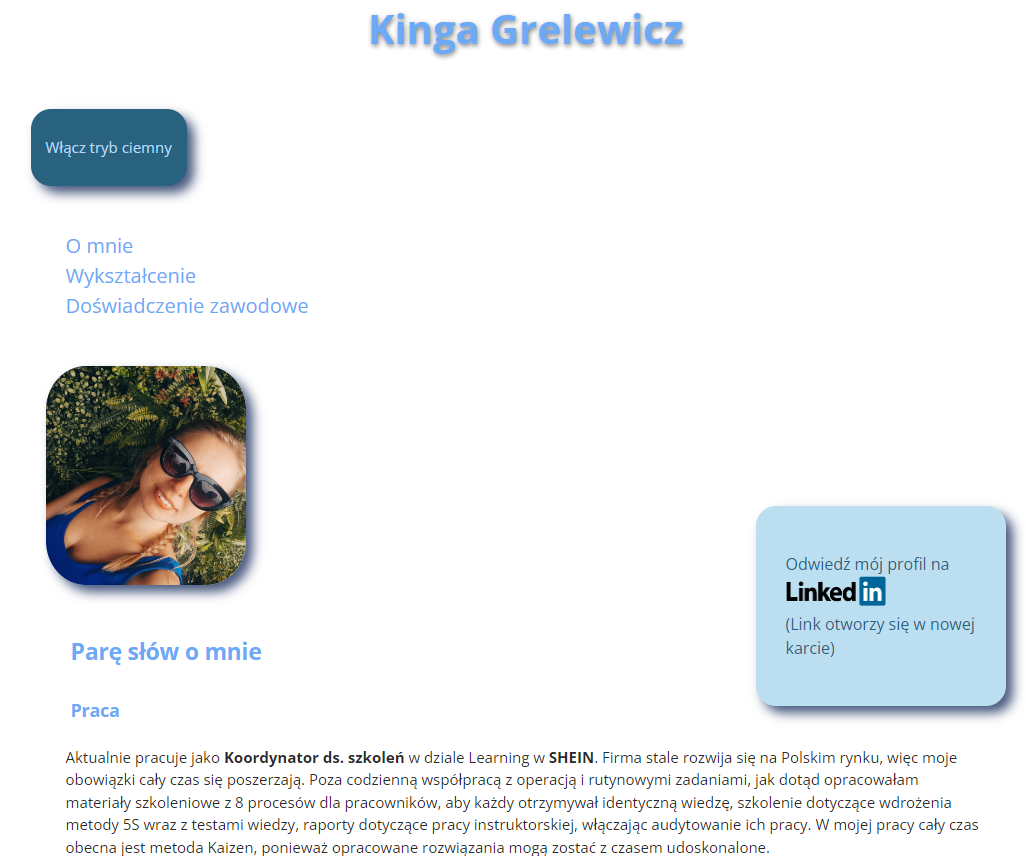 Kinga Grelewicz
Włącz tryb ciemny
O mnie
Wykształcenie
Doświadczenie zawodowe
Odwiedź mój profil na
Linked in
(Link otworzy się w nowej
karcie)
Parę słów o mnie
Praca
Aktualnie pracuje jako Koordynator ds. szkoleń w dziale Learning w SHEIN. Firma stale rozwija się na Polskim rynku, więc moje
obowiązki cały czas się poszerzają. Poza codzienną współpracą z operacją i rutynowymi zadaniami, jak dotąd opracowałam
materiały szkoleniowe z 8 procesów dla pracowników, aby każdy otrzymywał identyczną wiedzę, szkolenie dotyczące wdrożenia
metody 5S wraz z testami wiedzy, raporty dotyczące pracy instruktorskiej, włączając audytowanie ich pracy. W mojej pracy cały czas
obecna jest metoda Kaizen, ponieważ opracowane rozwiązania mogą zostać z czasem udoskonalone.